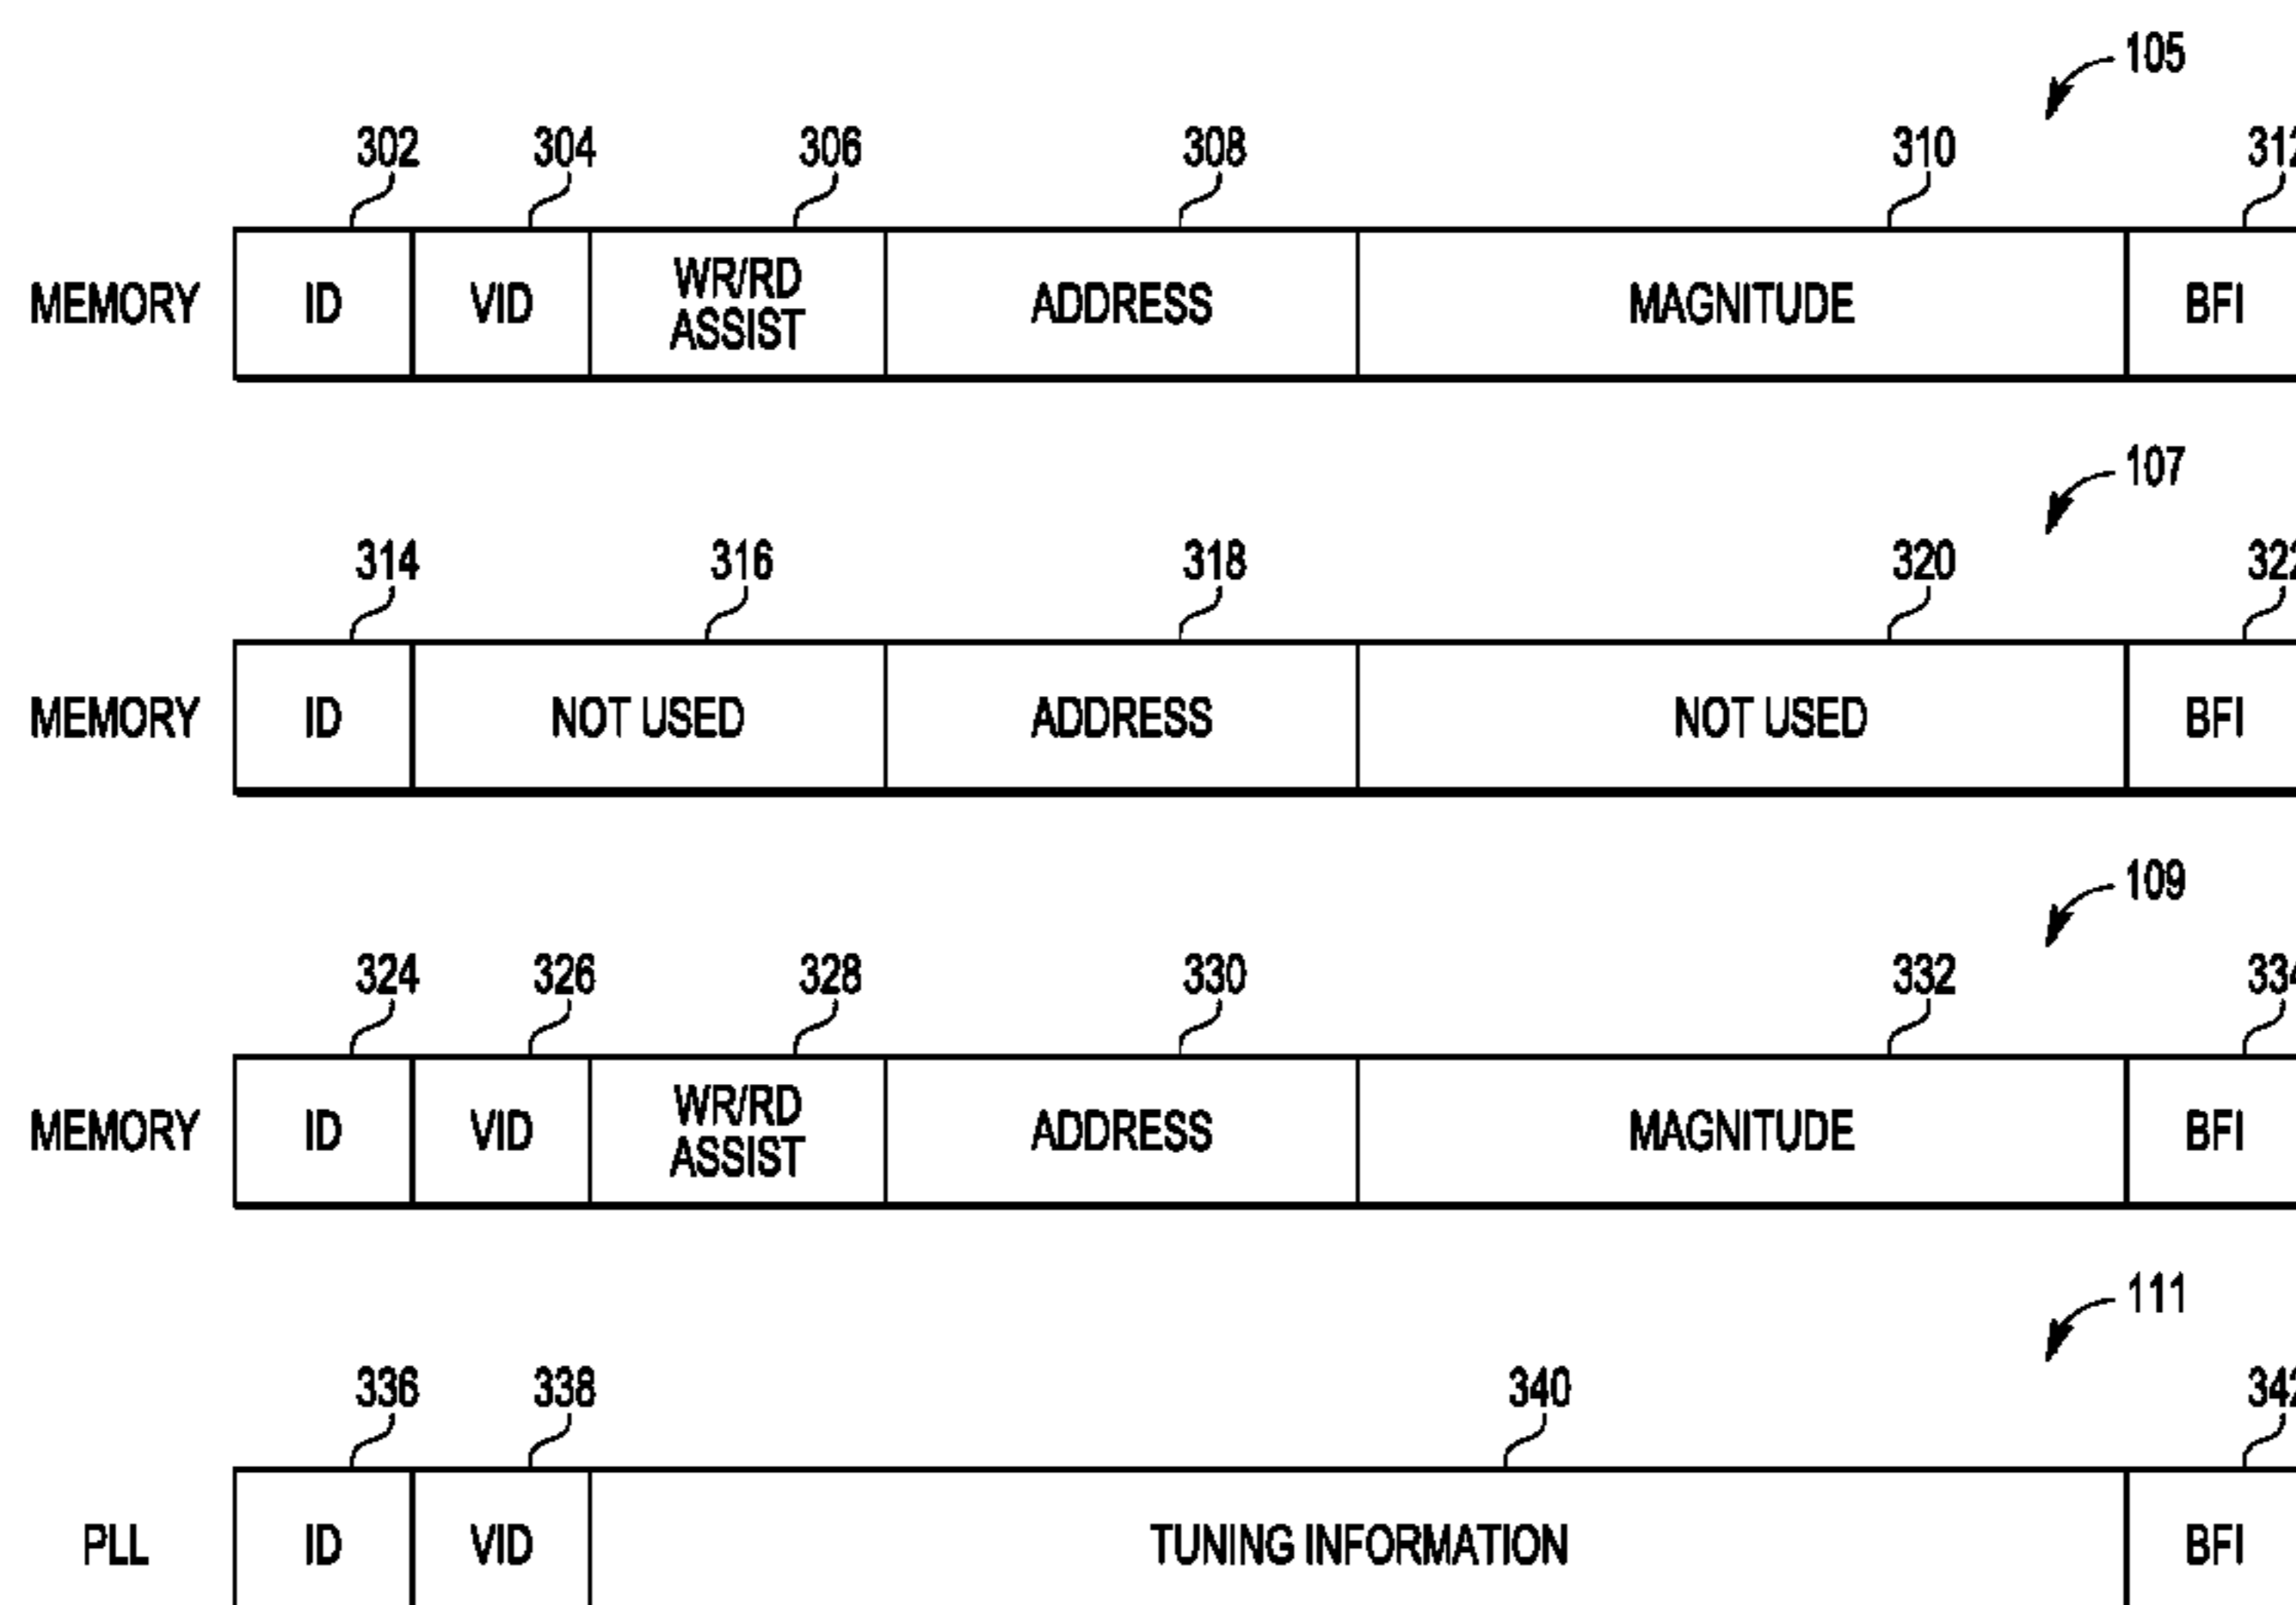 105
302 304 306 308 310
MEMORY ID VID WR/RD ASSIST ADDRESS MAGNITUDE BFI
107
314 316 318 320
MEMORY ID NOT USED ADDRESS NOT USED BFI
109
324 326 328 330 332
MEMORY ID VID WR/RD ASSIST ADDRESS MAGNITUDE BFI
111
336 338 340
PLL ID VID TUNING INFORMATION BFI